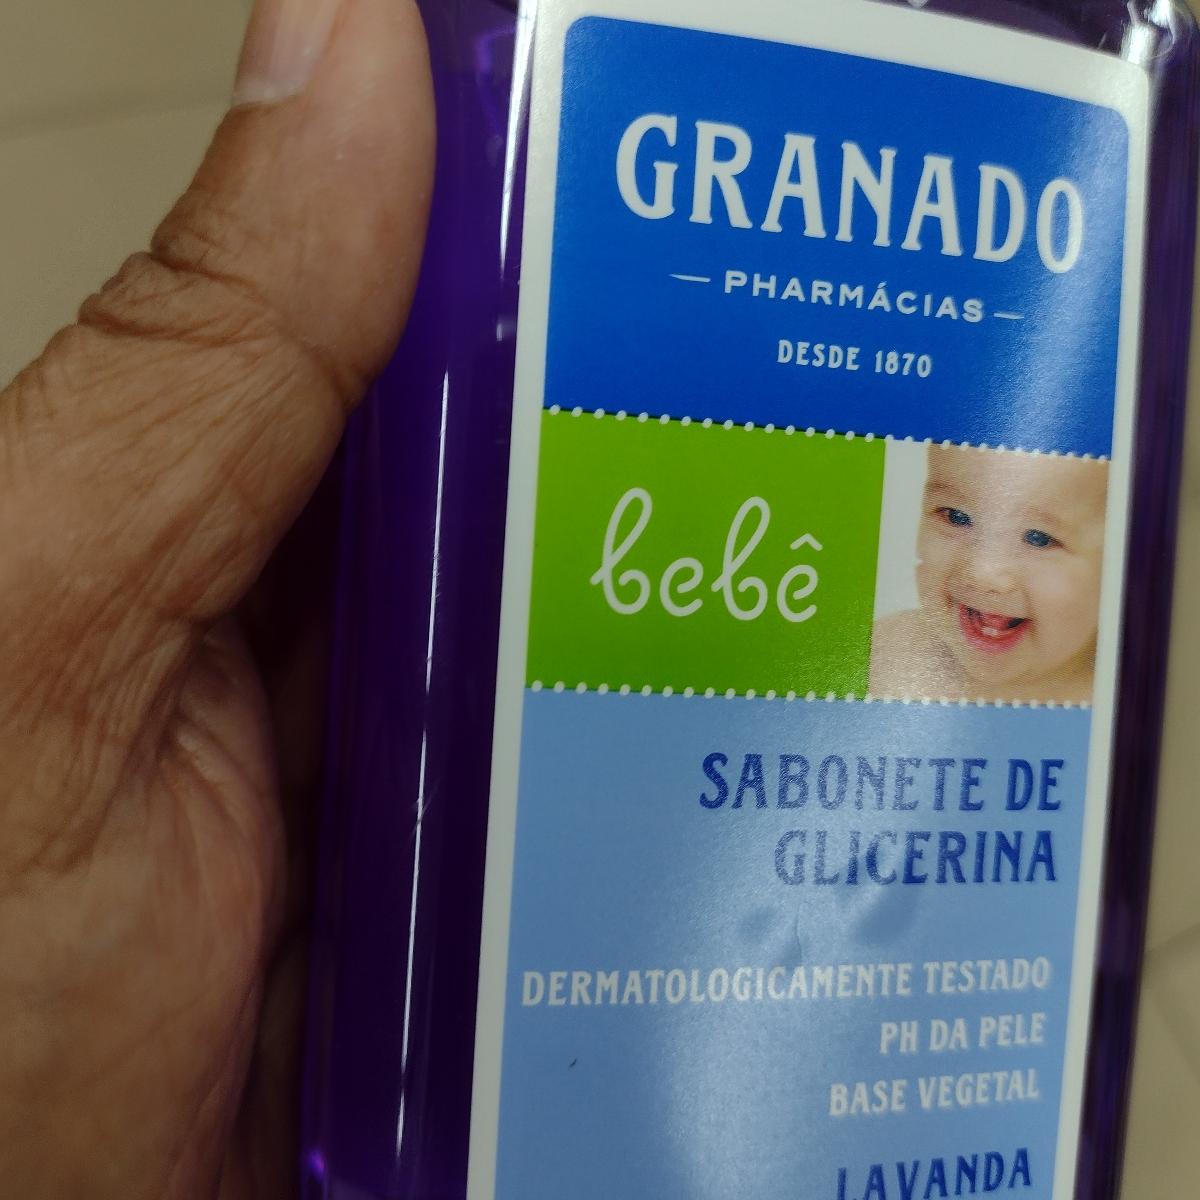 GRANADO
— PHARMÁCIAS —
DESDE 1870
bebê
SABONETE DE
GLICERINA
DERMATOLOGICAMENTE TESTADO
PH DA PELE
BASE VEGETAL
LAVANDA